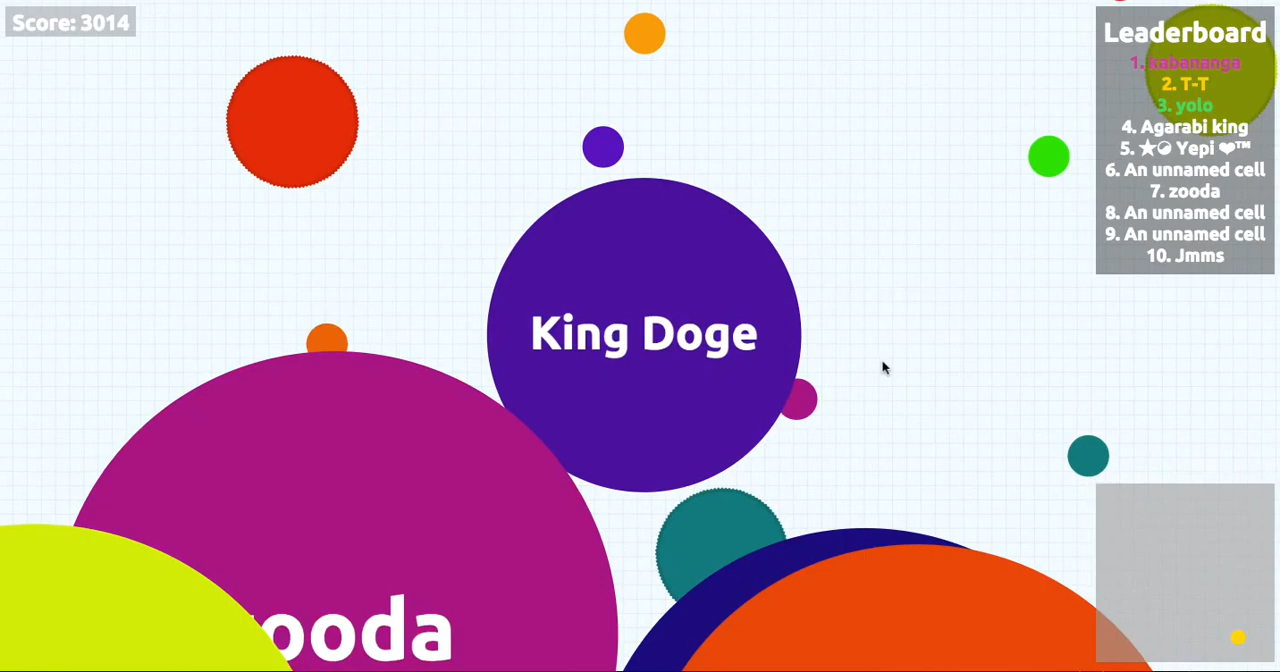 Score: 3014
Leaderboard
1. kabananga
2. T-T
3. yolo
4. Agarabi king
5. ★◕ Yepi ❤™
6. An unnamed cell
7. zooda
8. An unnamed cell
9. An unnamed cell
10. Jmms
King Doge
zooda